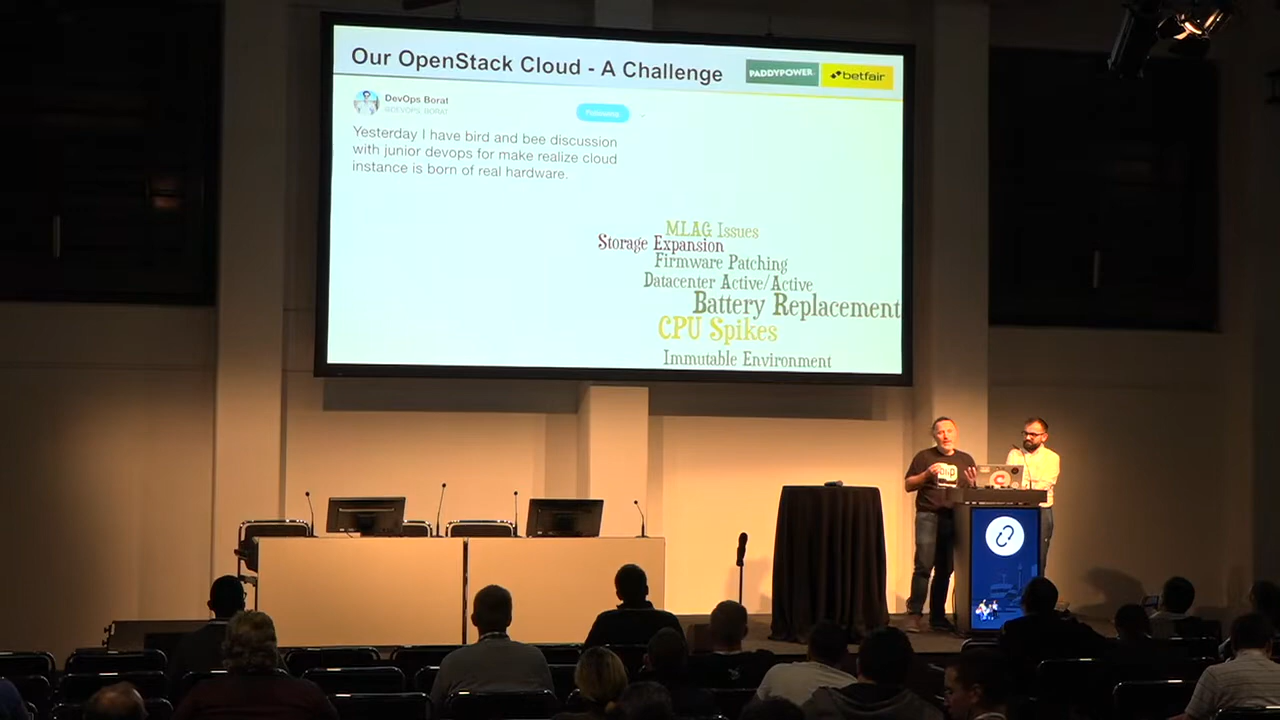 Our OpenStack Cloud - A Challenge
PADDYPOWER.
betfair
DevOps Borat
@DEVOPS_BORAT
Following
Yesterday I have bird and bee discussion
with junior devops for make realize cloud
instance is born of real hardware.
MLAG Issues
Storage Expansion
Firmware Patching
Datacenter Active/Active
Battery Replacement
CPU Spikes
Immutable Environment